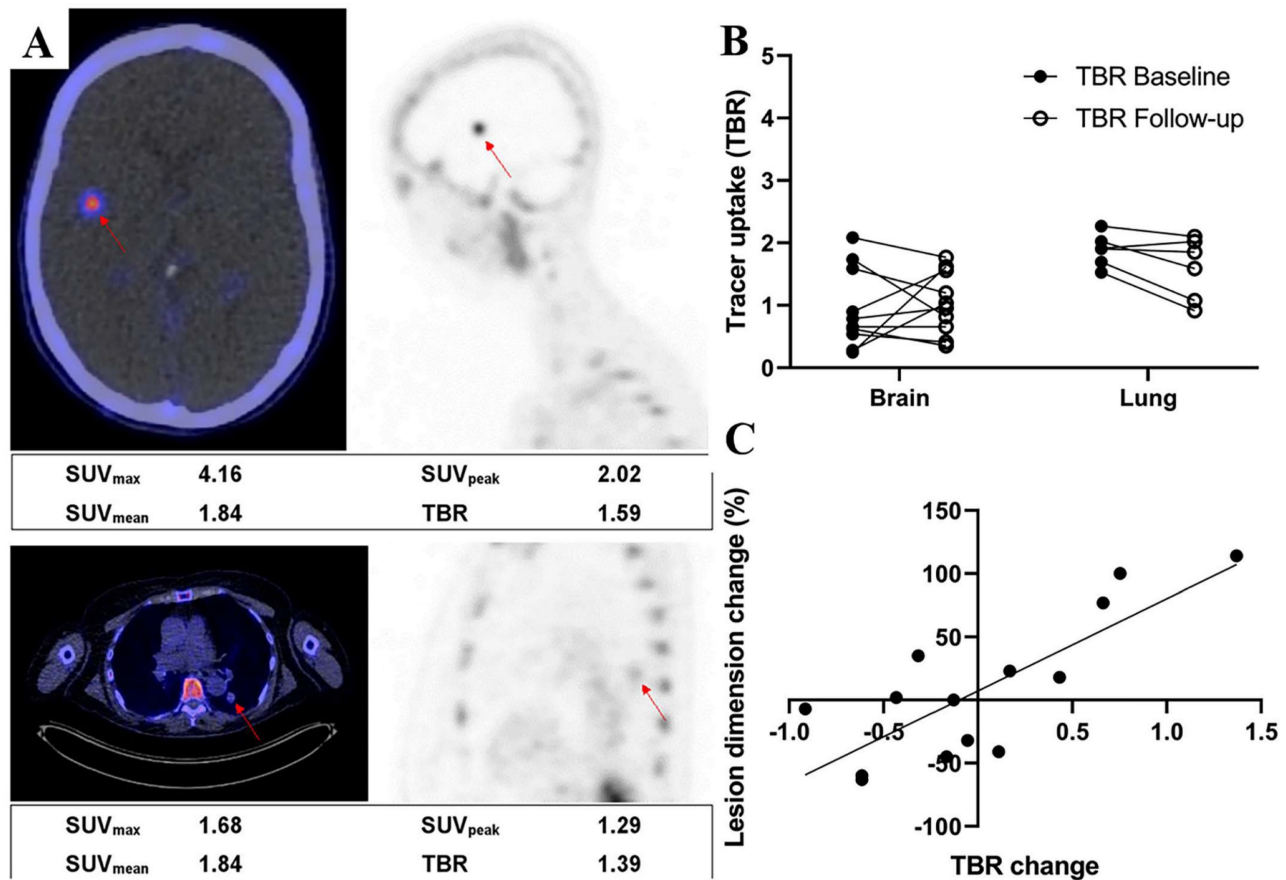 A
SUVmax 4.16 SUVpeak 2.02
SUVmean 1.84 TBR 1.59
SUVmax 1.68 SUVpeak 1.29
SUVmean 1.84 TBR 1.39
B
Tracer uptake (TBR)
5
4
3
2
1
0
TBR Baseline
TBR Follow-up
Brain Lung
C
Lesion dimension change (%)
150
100
50
-50
-100
-1.0 -0.5 0.5 1.0 1.5
TBR change